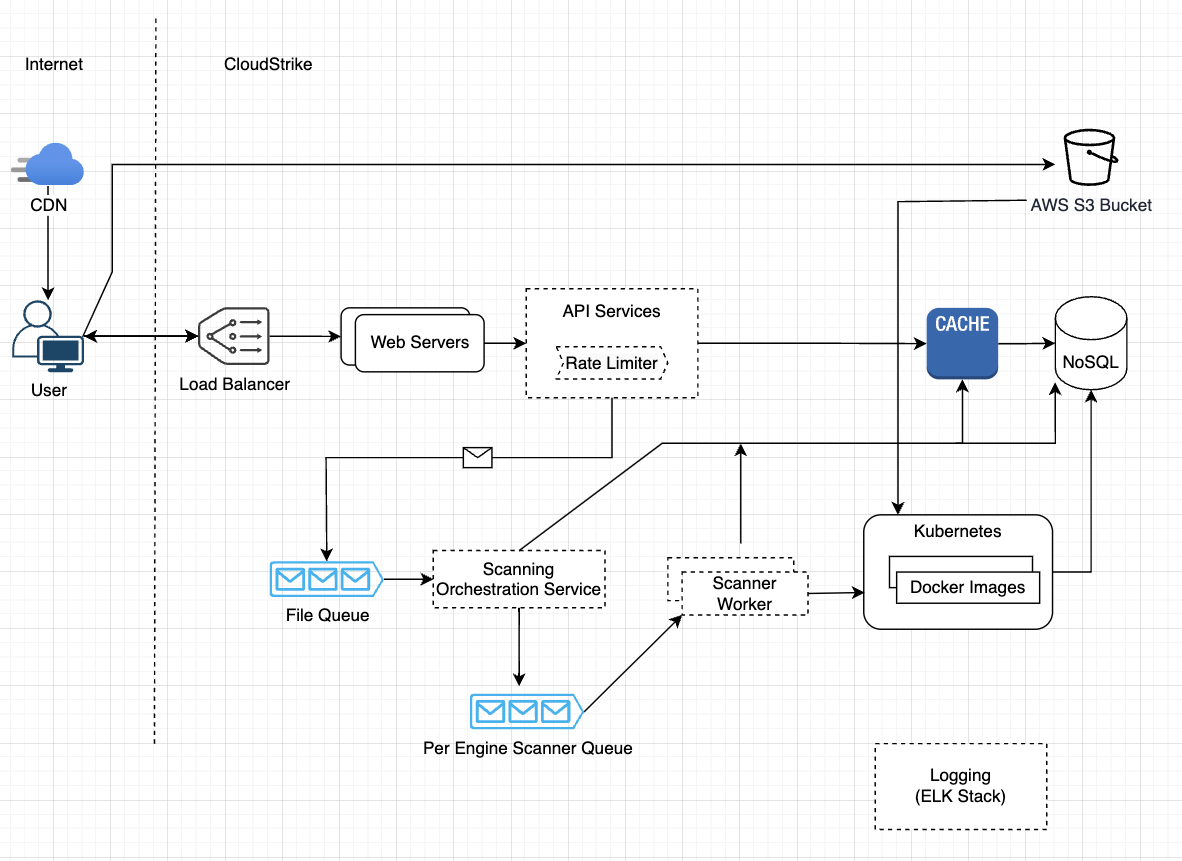 Internet
CloudStrike
CDN
AWS S3 Bucket
API Services
CACHE
Web Servers
Rate Limiter
NoSQL
User
Load Balancer
Kubernetes
Scanning
Orchestration Service
Scanner
Worker
Docker Images
File Queue
Per Engine Scanner Queue
Logging
(ELK Stack)